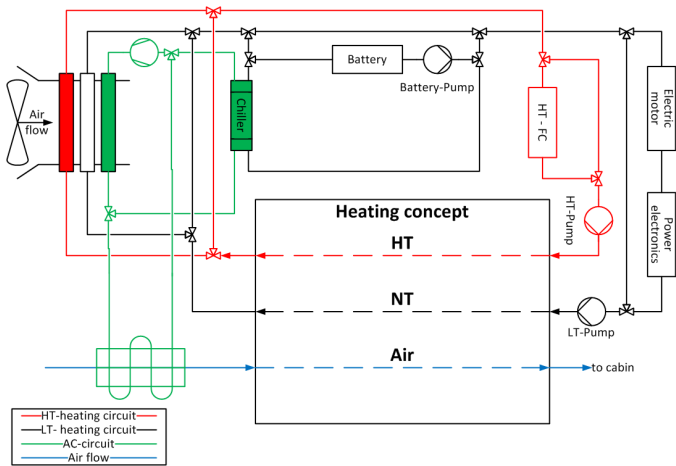 Battery
Battery-Pump
Air
flow
Chiller
HT - FC
Electric
motor
HT-Pump
Power
electronics
Heating concept
HT
NT
LT-Pump
Air
to cabin
HT-heating circuit
LT- heating circuit
AC-circuit
Air flow